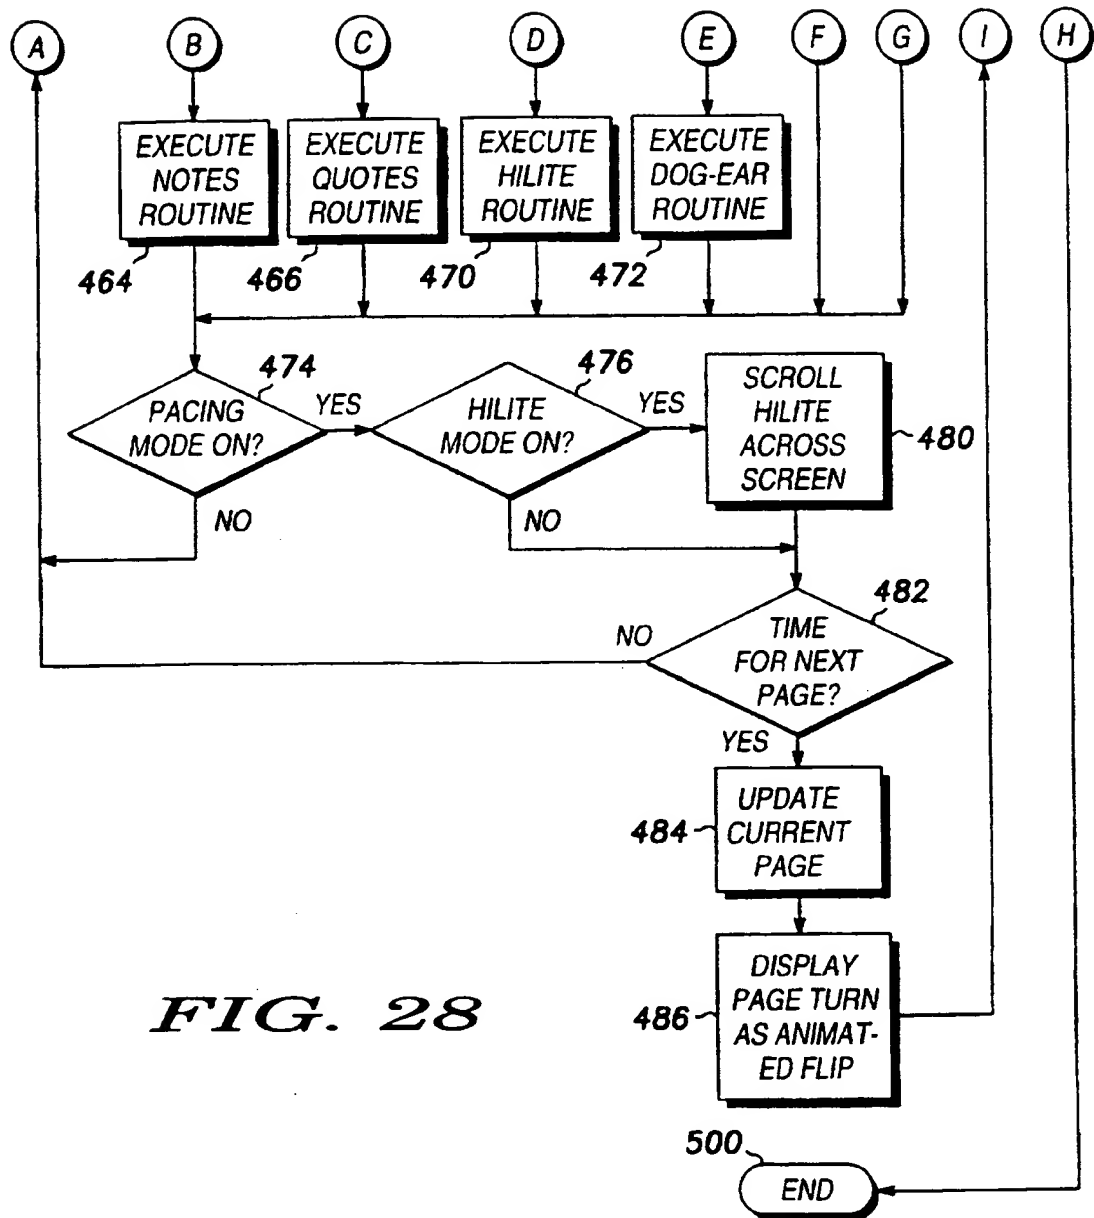 A B C D E F G I H
EXECUTE
NOTES
ROUTINE
464
EXECUTE
QUOTES
ROUTINE
466
EXECUTE
HILITE
ROUTINE
470
EXECUTE
DOG-EAR
ROUTINE
472
PACING
MODE ON?
474
YES
NO
HILITE
MODE ON?
476
YES
NO
SCROLL
HILITE
ACROSS
SCREEN
480
TIME
FOR NEXT
PAGE?
482
NO
YES
UPDATE
CURRENT
PAGE
484
DISPLAY
PAGE TURN
AS ANIMAT-
ED FLIP
486
500
END
FIG. 28